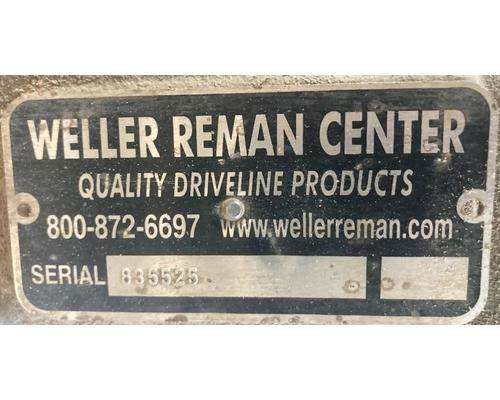 WELLER REMAN CENTER
QUALITY DRIVELINE PRODUCTS
800-872-6697 www.wellerreman.com
SERIAL 835525